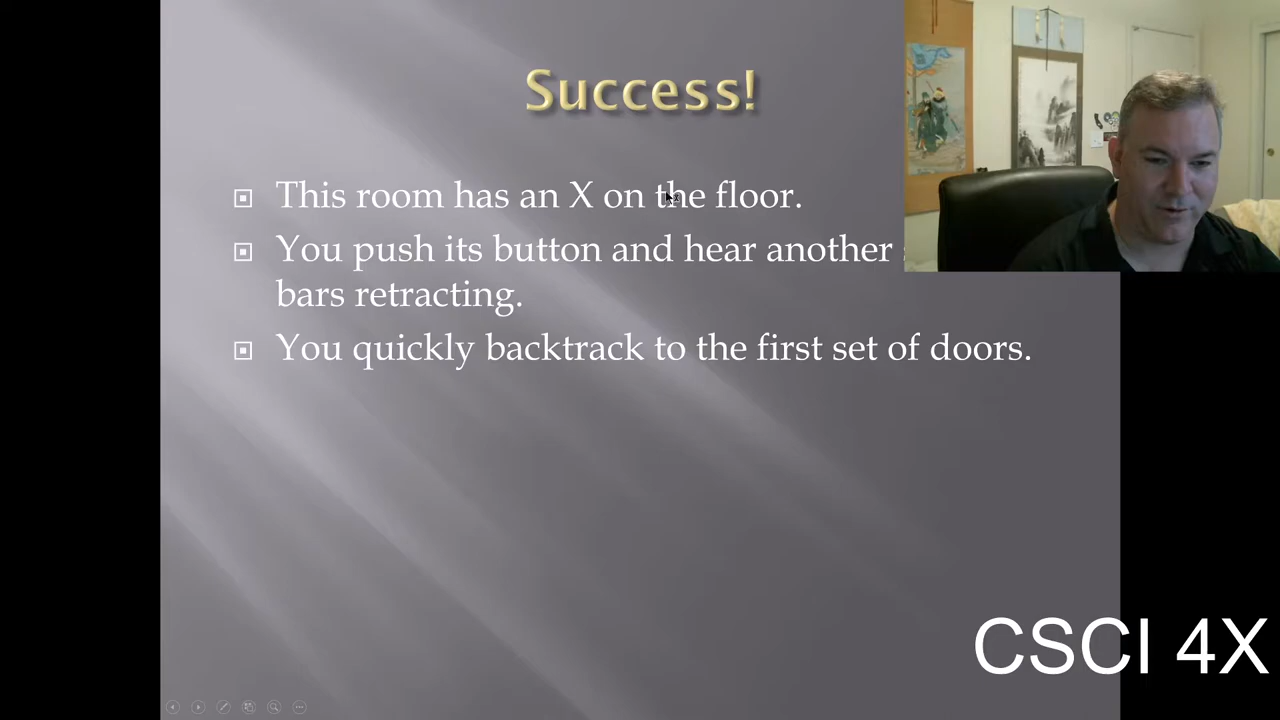 Success!
This room has an X on the floor.
You push its button and hear another
bars retracting.
You quickly backtrack to the first set of doors.
CSCI 4X